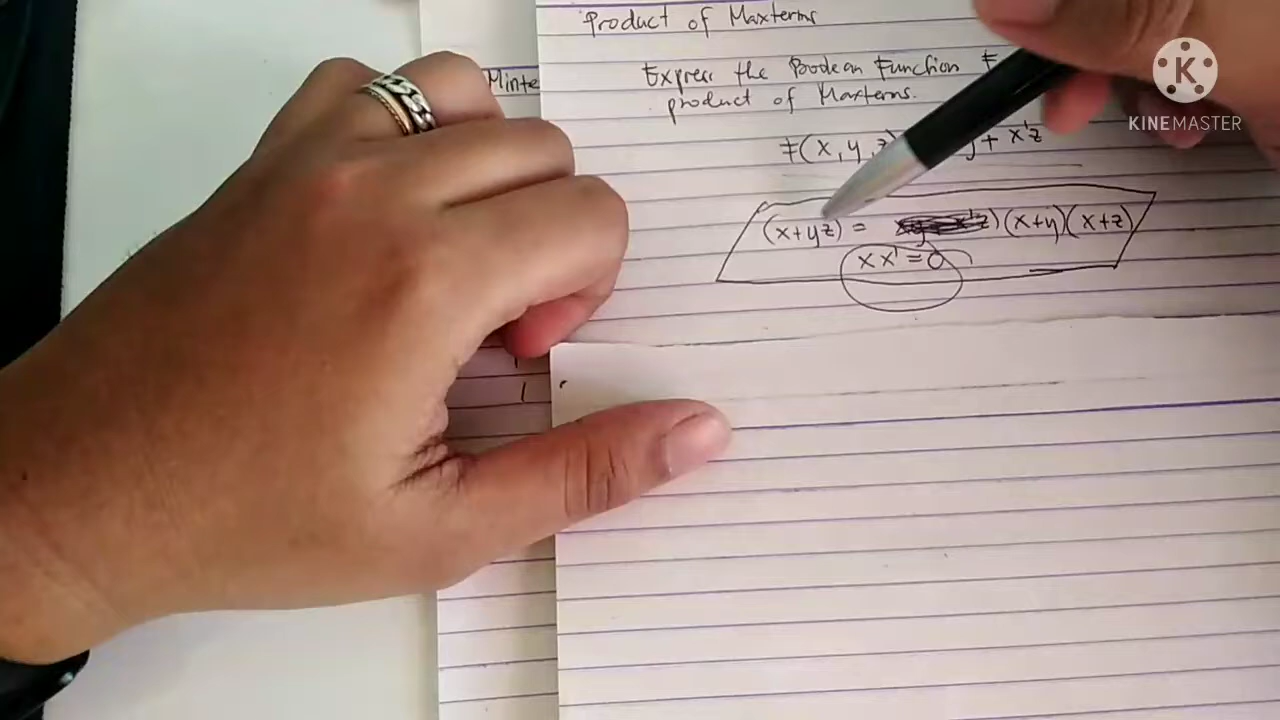 Product of Maxterms
Express the Boolean Function F
product of Maxterms.
F(x, y, z) y + x'z
(x+yz) = (x+y)(x+z)
xx' = 0
Minte
K
KINEMASTER